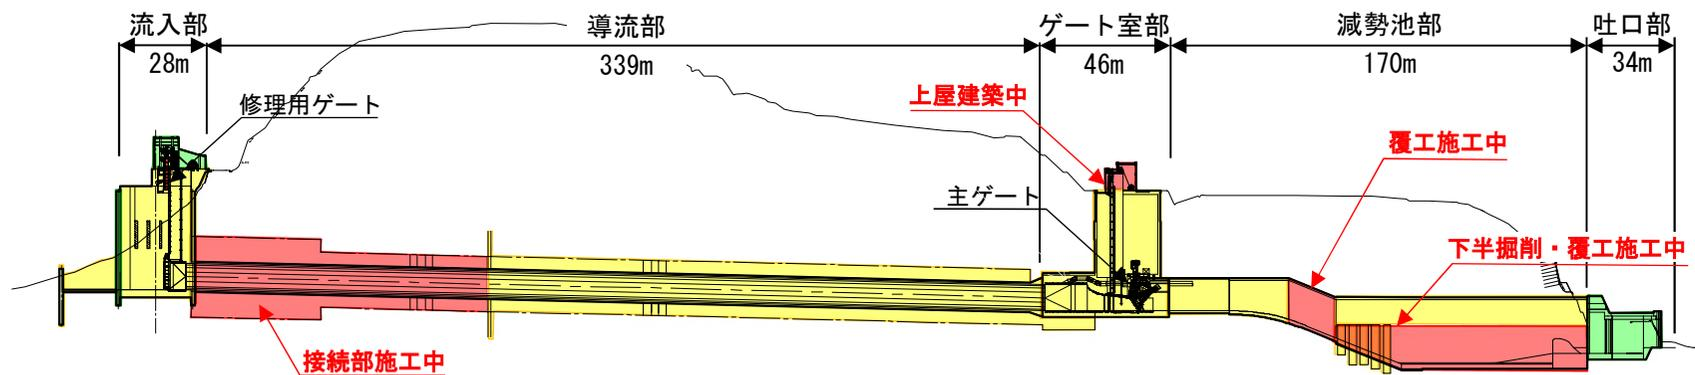 流入部
導流部
ゲート室部
減勢池部
吐口部
28m
339m
46m
170m
34m
修理用ゲート
上屋建築中
覆工施工中
主ゲート
下半掘削・覆工施工中
接続部施工中